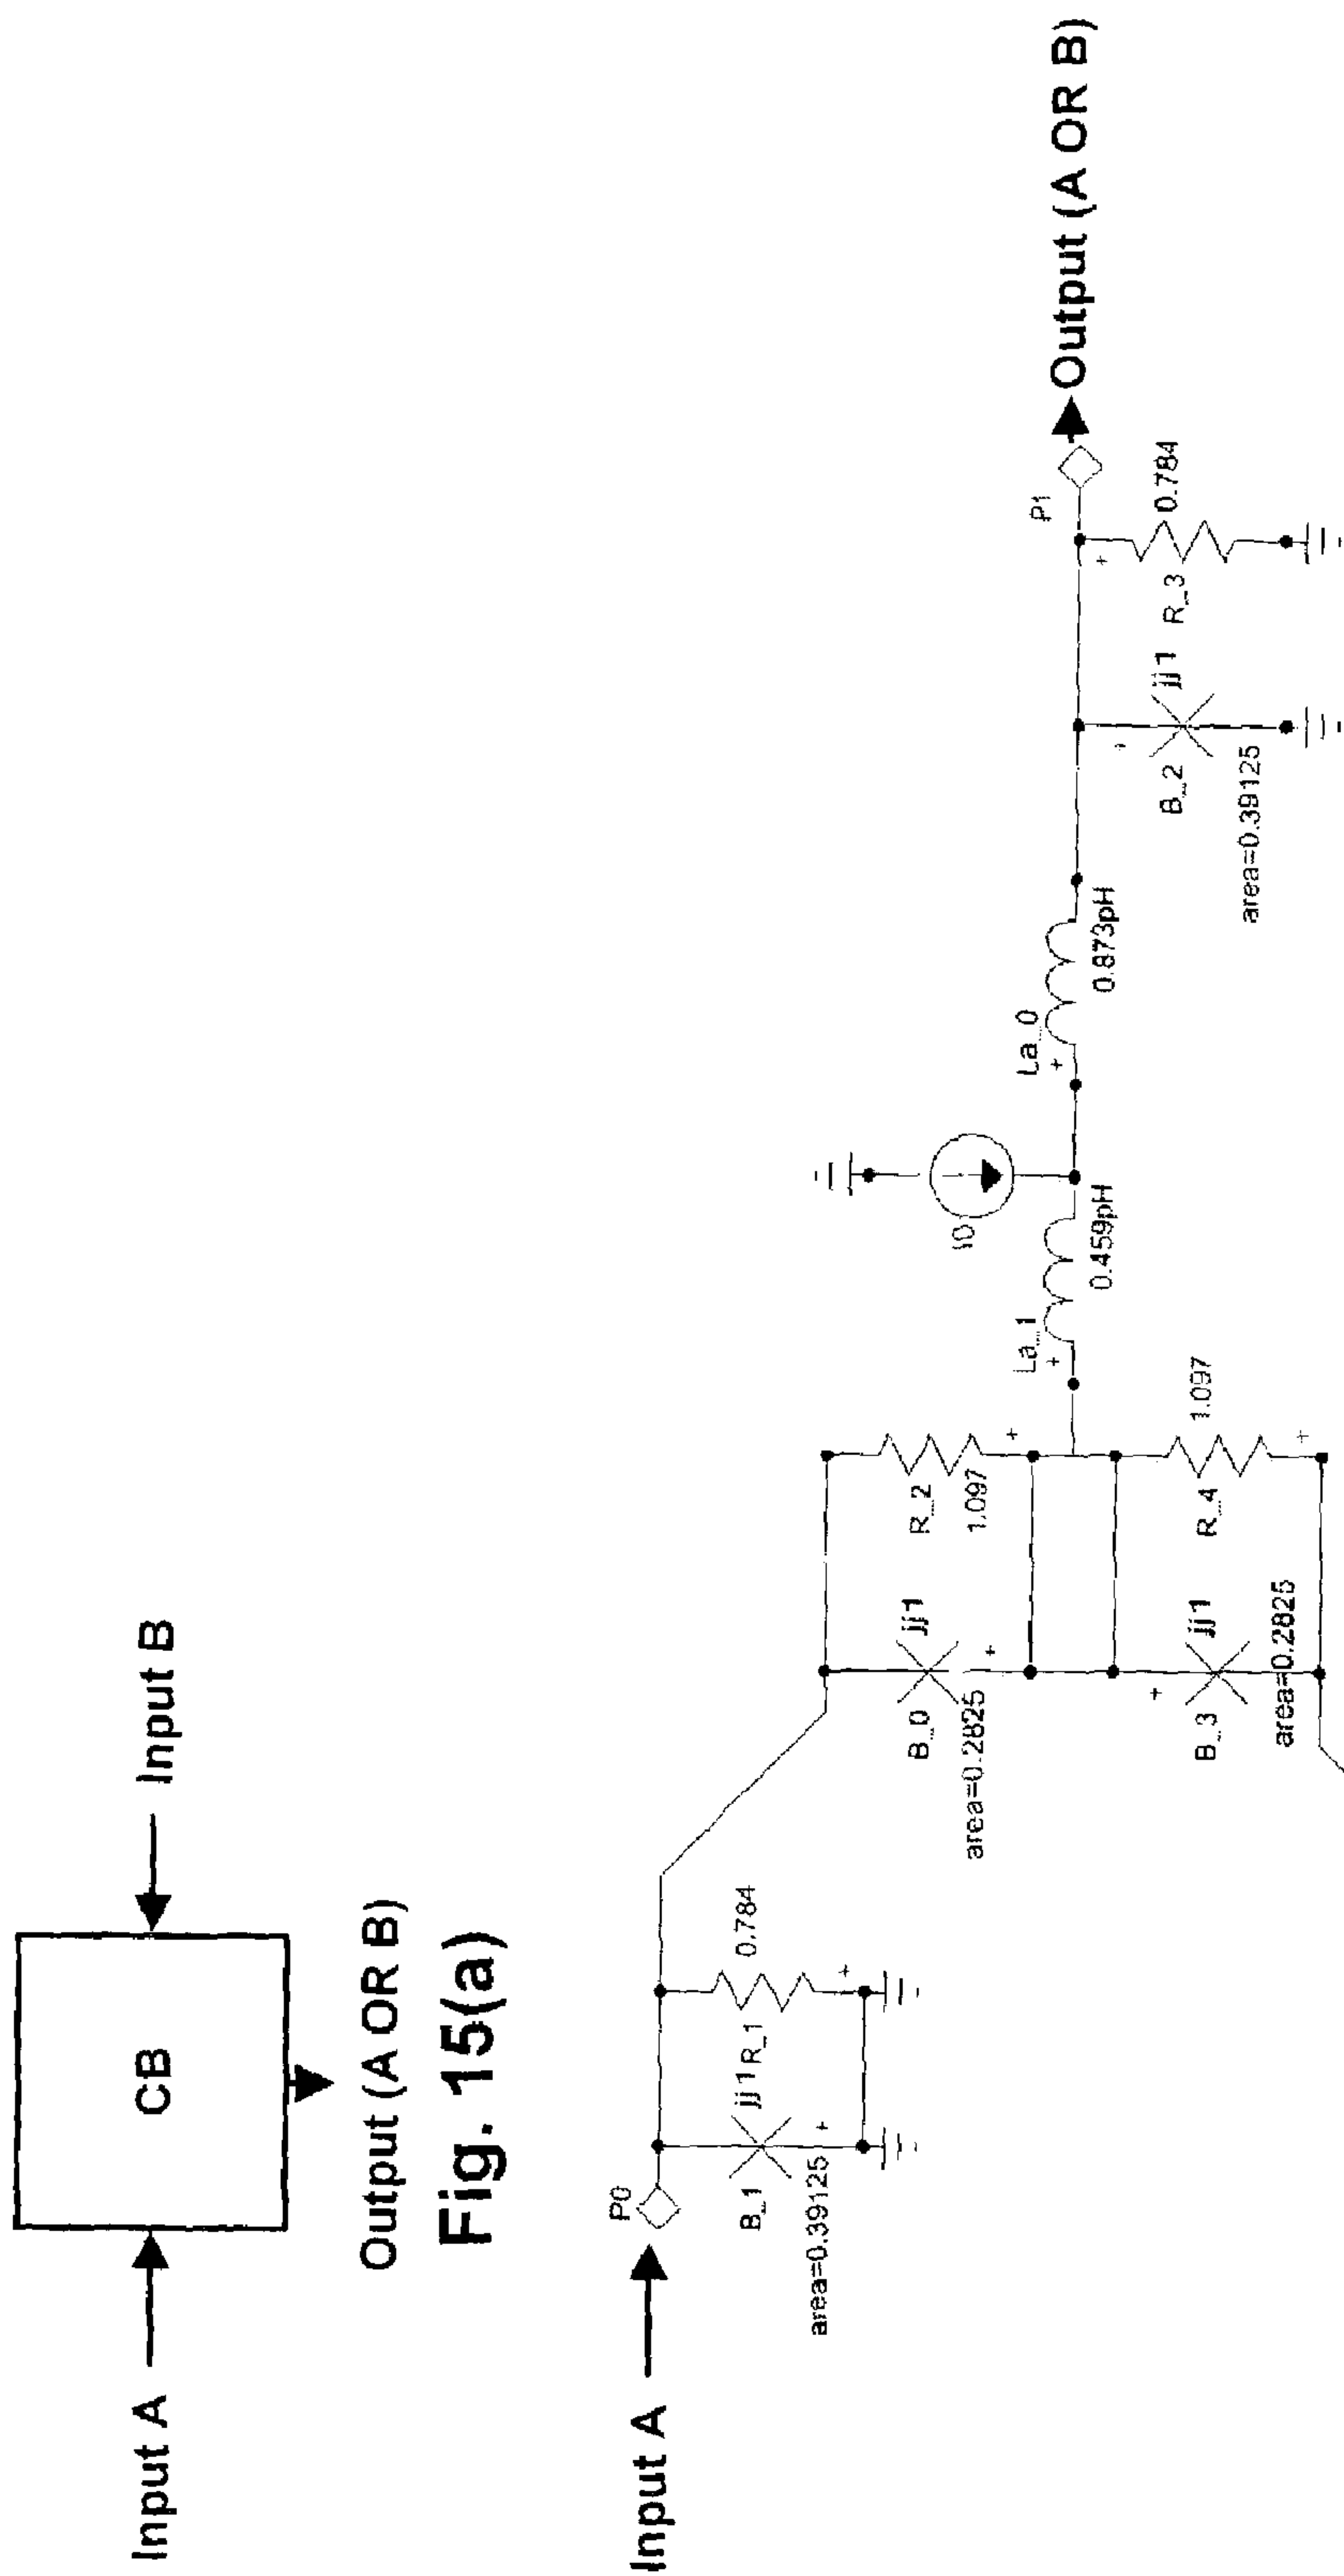 Input A
CB
Input B
Output (A OR B)
Fig. 15(a)
Input A
P0
B_1
jj1
area=0.39125
R_1
0.784
+
+
B_0
jj1
area=0.2825
+
R_2
1.097
+
B_3
jj1
area=0.2825
+
R_4
1.097
+
La_1
+
0.459pH
I0
La_0
+
0.873pH
B_2
jj1
area=0.39125
+
R_3
0.784
+
P1
Output (A OR B)